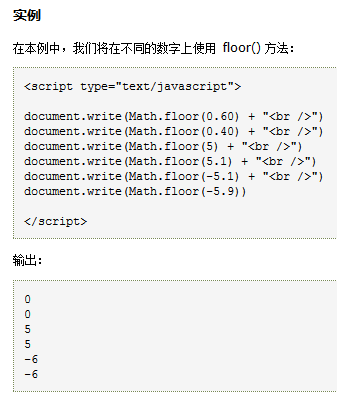 实例
在本例中，我们将在不同的数字上使用 floor() 方法：
<script type="text/javascript">
document.write(Math.floor(0.60) + "<br />")
document.write(Math.floor(0.40) + "<br />")
document.write(Math.floor(5) + "<br />")
document.write(Math.floor(5.1) + "<br />")
document.write(Math.floor(-5.1) + "<br />")
document.write(Math.floor(-5.9))
</script>
输出：
0
0
5
5
-6
-6